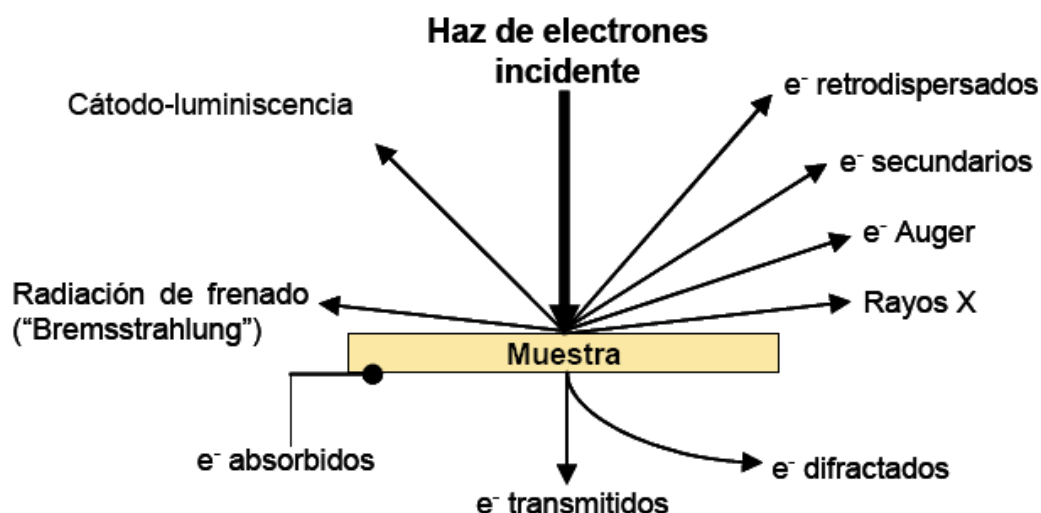 Haz de electrones
incidente
Cátodo-luminiscencia
e⁻ retrodispersados
e⁻ secundarios
e⁻ Auger
Radiación de frenado
(“Bremsstrahlung”)
Rayos X
Muestra
e⁻ absorbidos
e⁻ transmitidos
e⁻ difractados